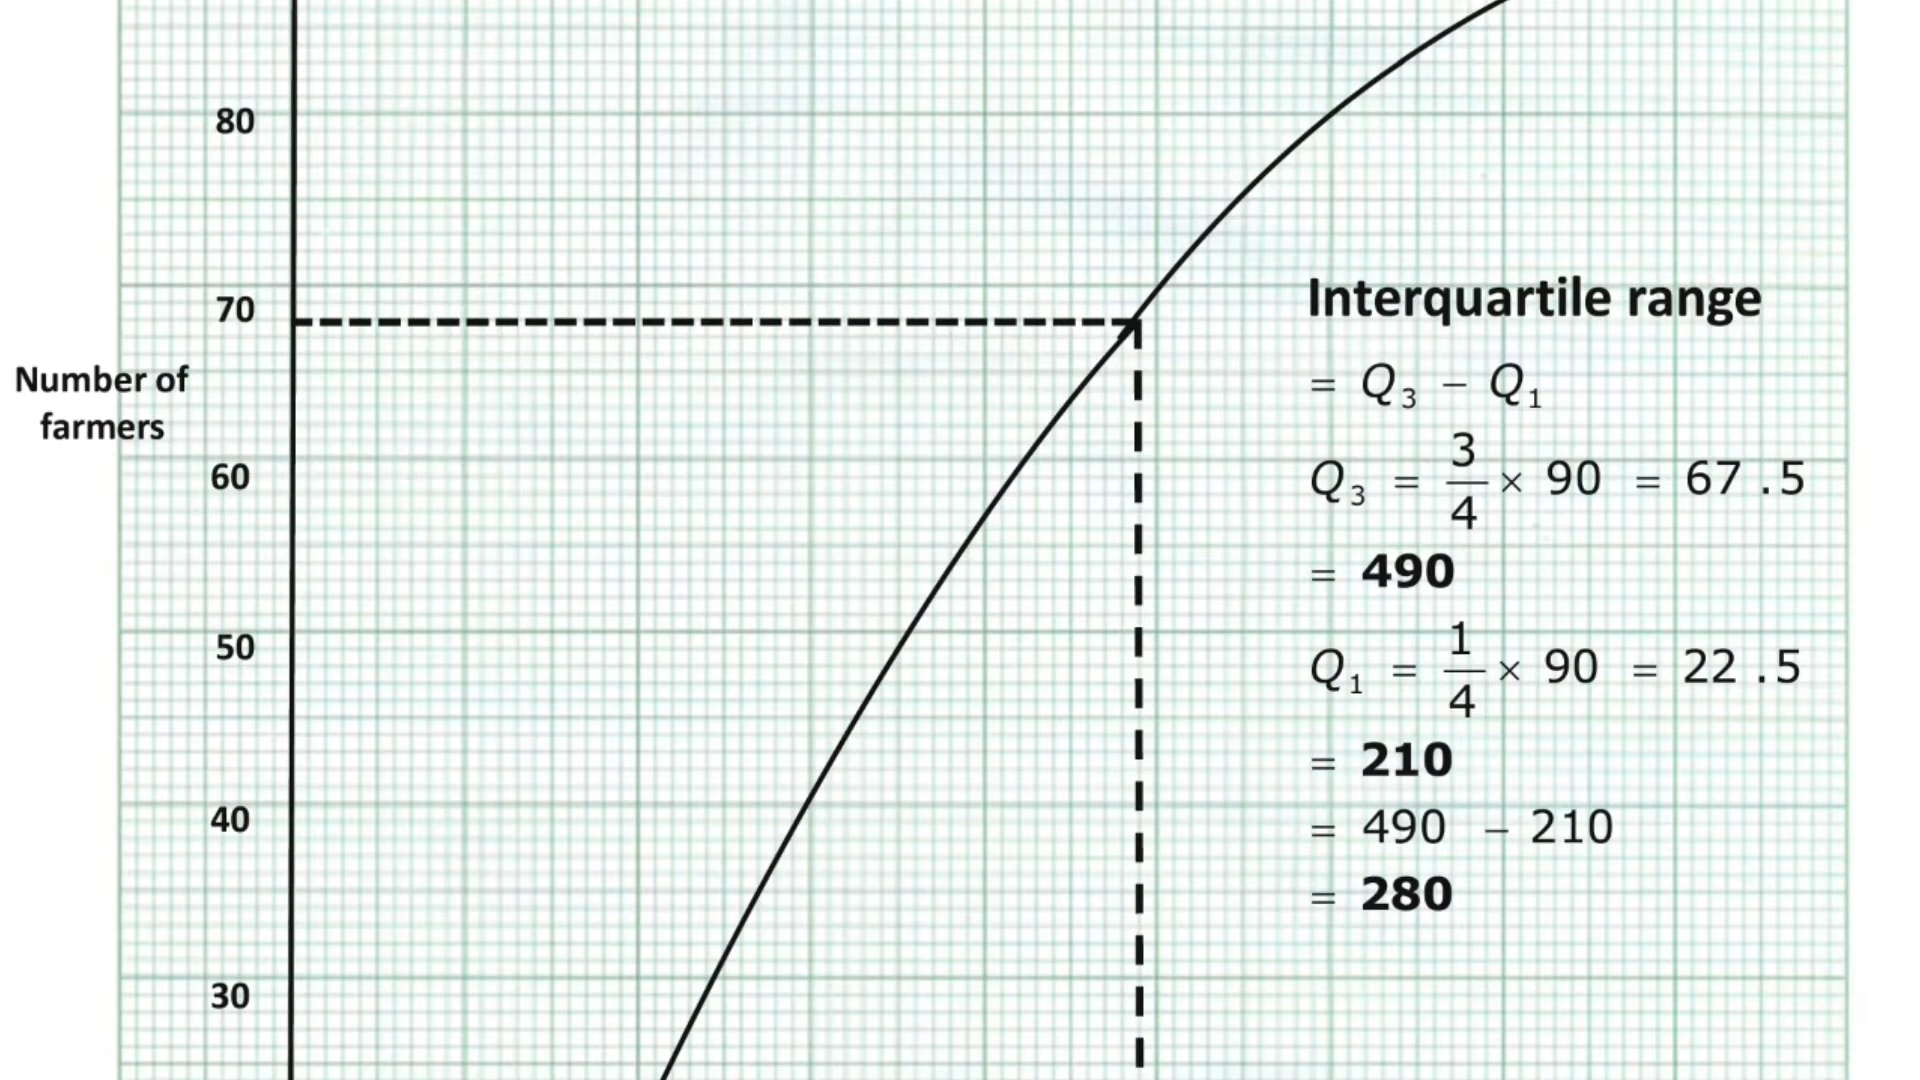 80
70
Number of
farmers
60
50
40
30
Interquartile range
= Q₃ − Q₁
Q₃ = 3/4 × 90 = 67 .5
= 490
Q₁ = 1/4 × 90 = 22 .5
= 210
= 490 − 210
= 280